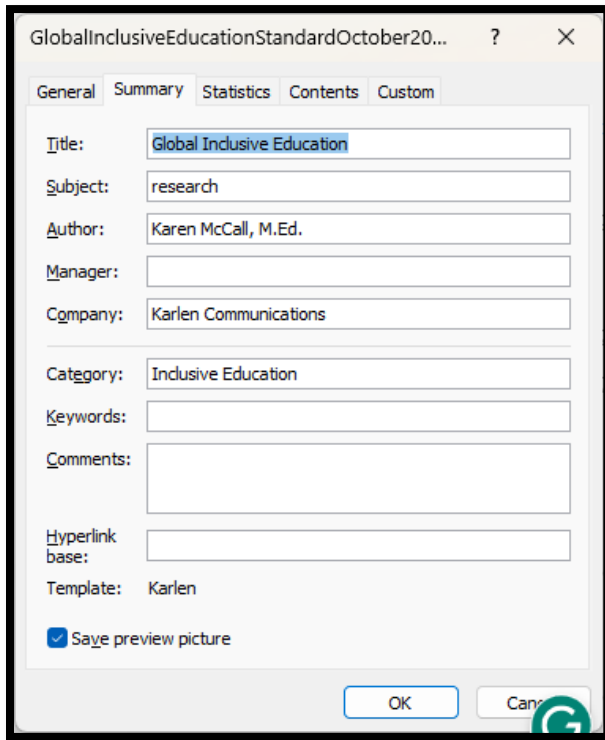 GlobalInclusiveEducationStandardOctober20... ? ×
General Summary Statistics Contents Custom
Title: Global Inclusive Education
Subject: research
Author: Karen McCall, M.Ed.
Manager:
Company: Karlen Communications
Category: Inclusive Education
Keywords:
Comments:
Hyperlink
base:
Template: Karlen
Save preview picture
OK
G